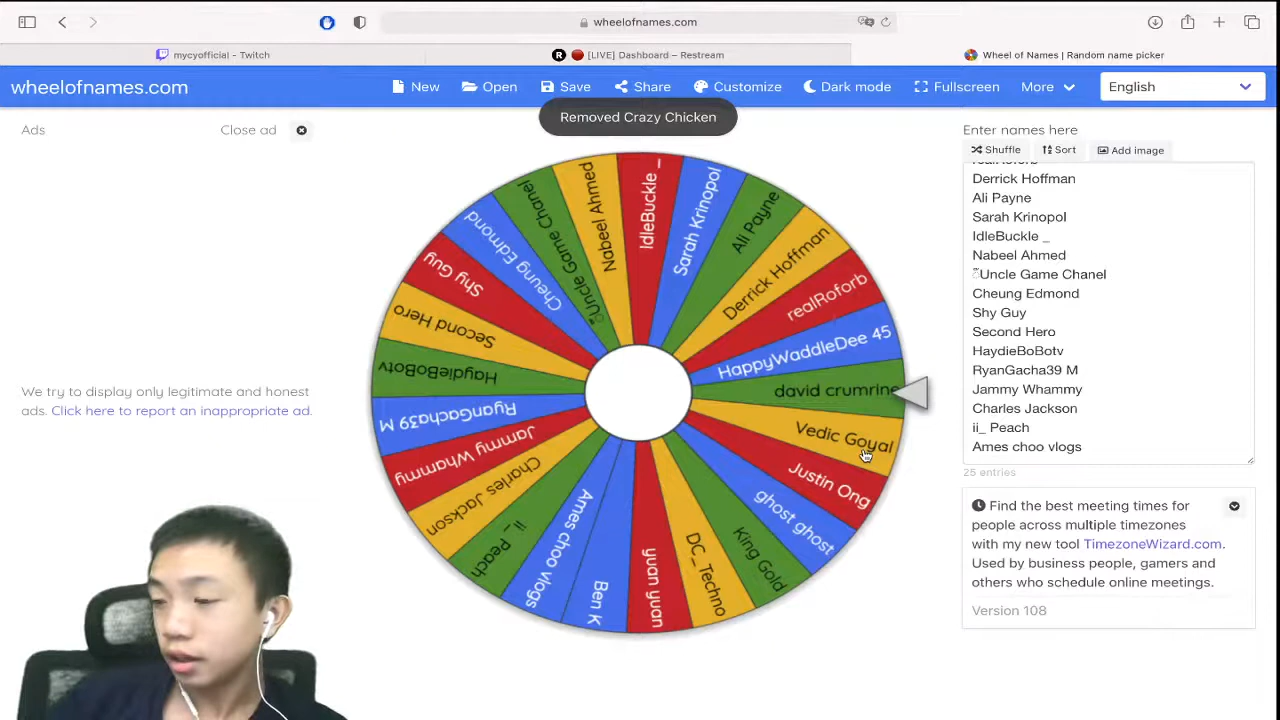 wheelofnames.com
mycyofficial - Twitch
R [LIVE] Dashboard – Restream
Wheel of Names | Random name picker
wheelofnames.com
New
Open
Save
Share
Customize
Dark mode
Fullscreen
More
English
Removed Crazy Chicken
Ads
Close ad
We try to display only legitimate and honest
ads. Click here to report an inappropriate ad.
IdleBuckle _
Sarah Krinopol
Ali Payne
Derrick Hoffman
realRoforb
HappyWaddleDee 45
david crumrine
Vedic Goyal
Justin Ong
ghost ghost
King Gold
DC_Techno
yuan yuan
Ben K
Ames choo vlogs
ii_ Peach
Charles Jackson
Jammy Whammy
RyanGacha39 M
HaydieBoBotv
Second Hero
Shy Guy
Cheung Edmond
Uncle Game Chanel
Nabeel Ahmed
Enter names here
Shuffle
Sort
Add image
realRoforb
Derrick Hoffman
Ali Payne
Sarah Krinopol
IdleBuckle _
Nabeel Ahmed
Uncle Game Chanel
Cheung Edmond
Shy Guy
Second Hero
HaydieBoBotv
RyanGacha39 M
Jammy Whammy
Charles Jackson
ii_ Peach
Ames choo vlogs
25 entries
Find the best meeting times for
people across multiple timezones
with my new tool TimezoneWizard.com.
Used by business people, gamers and
others who schedule online meetings.
Version 108